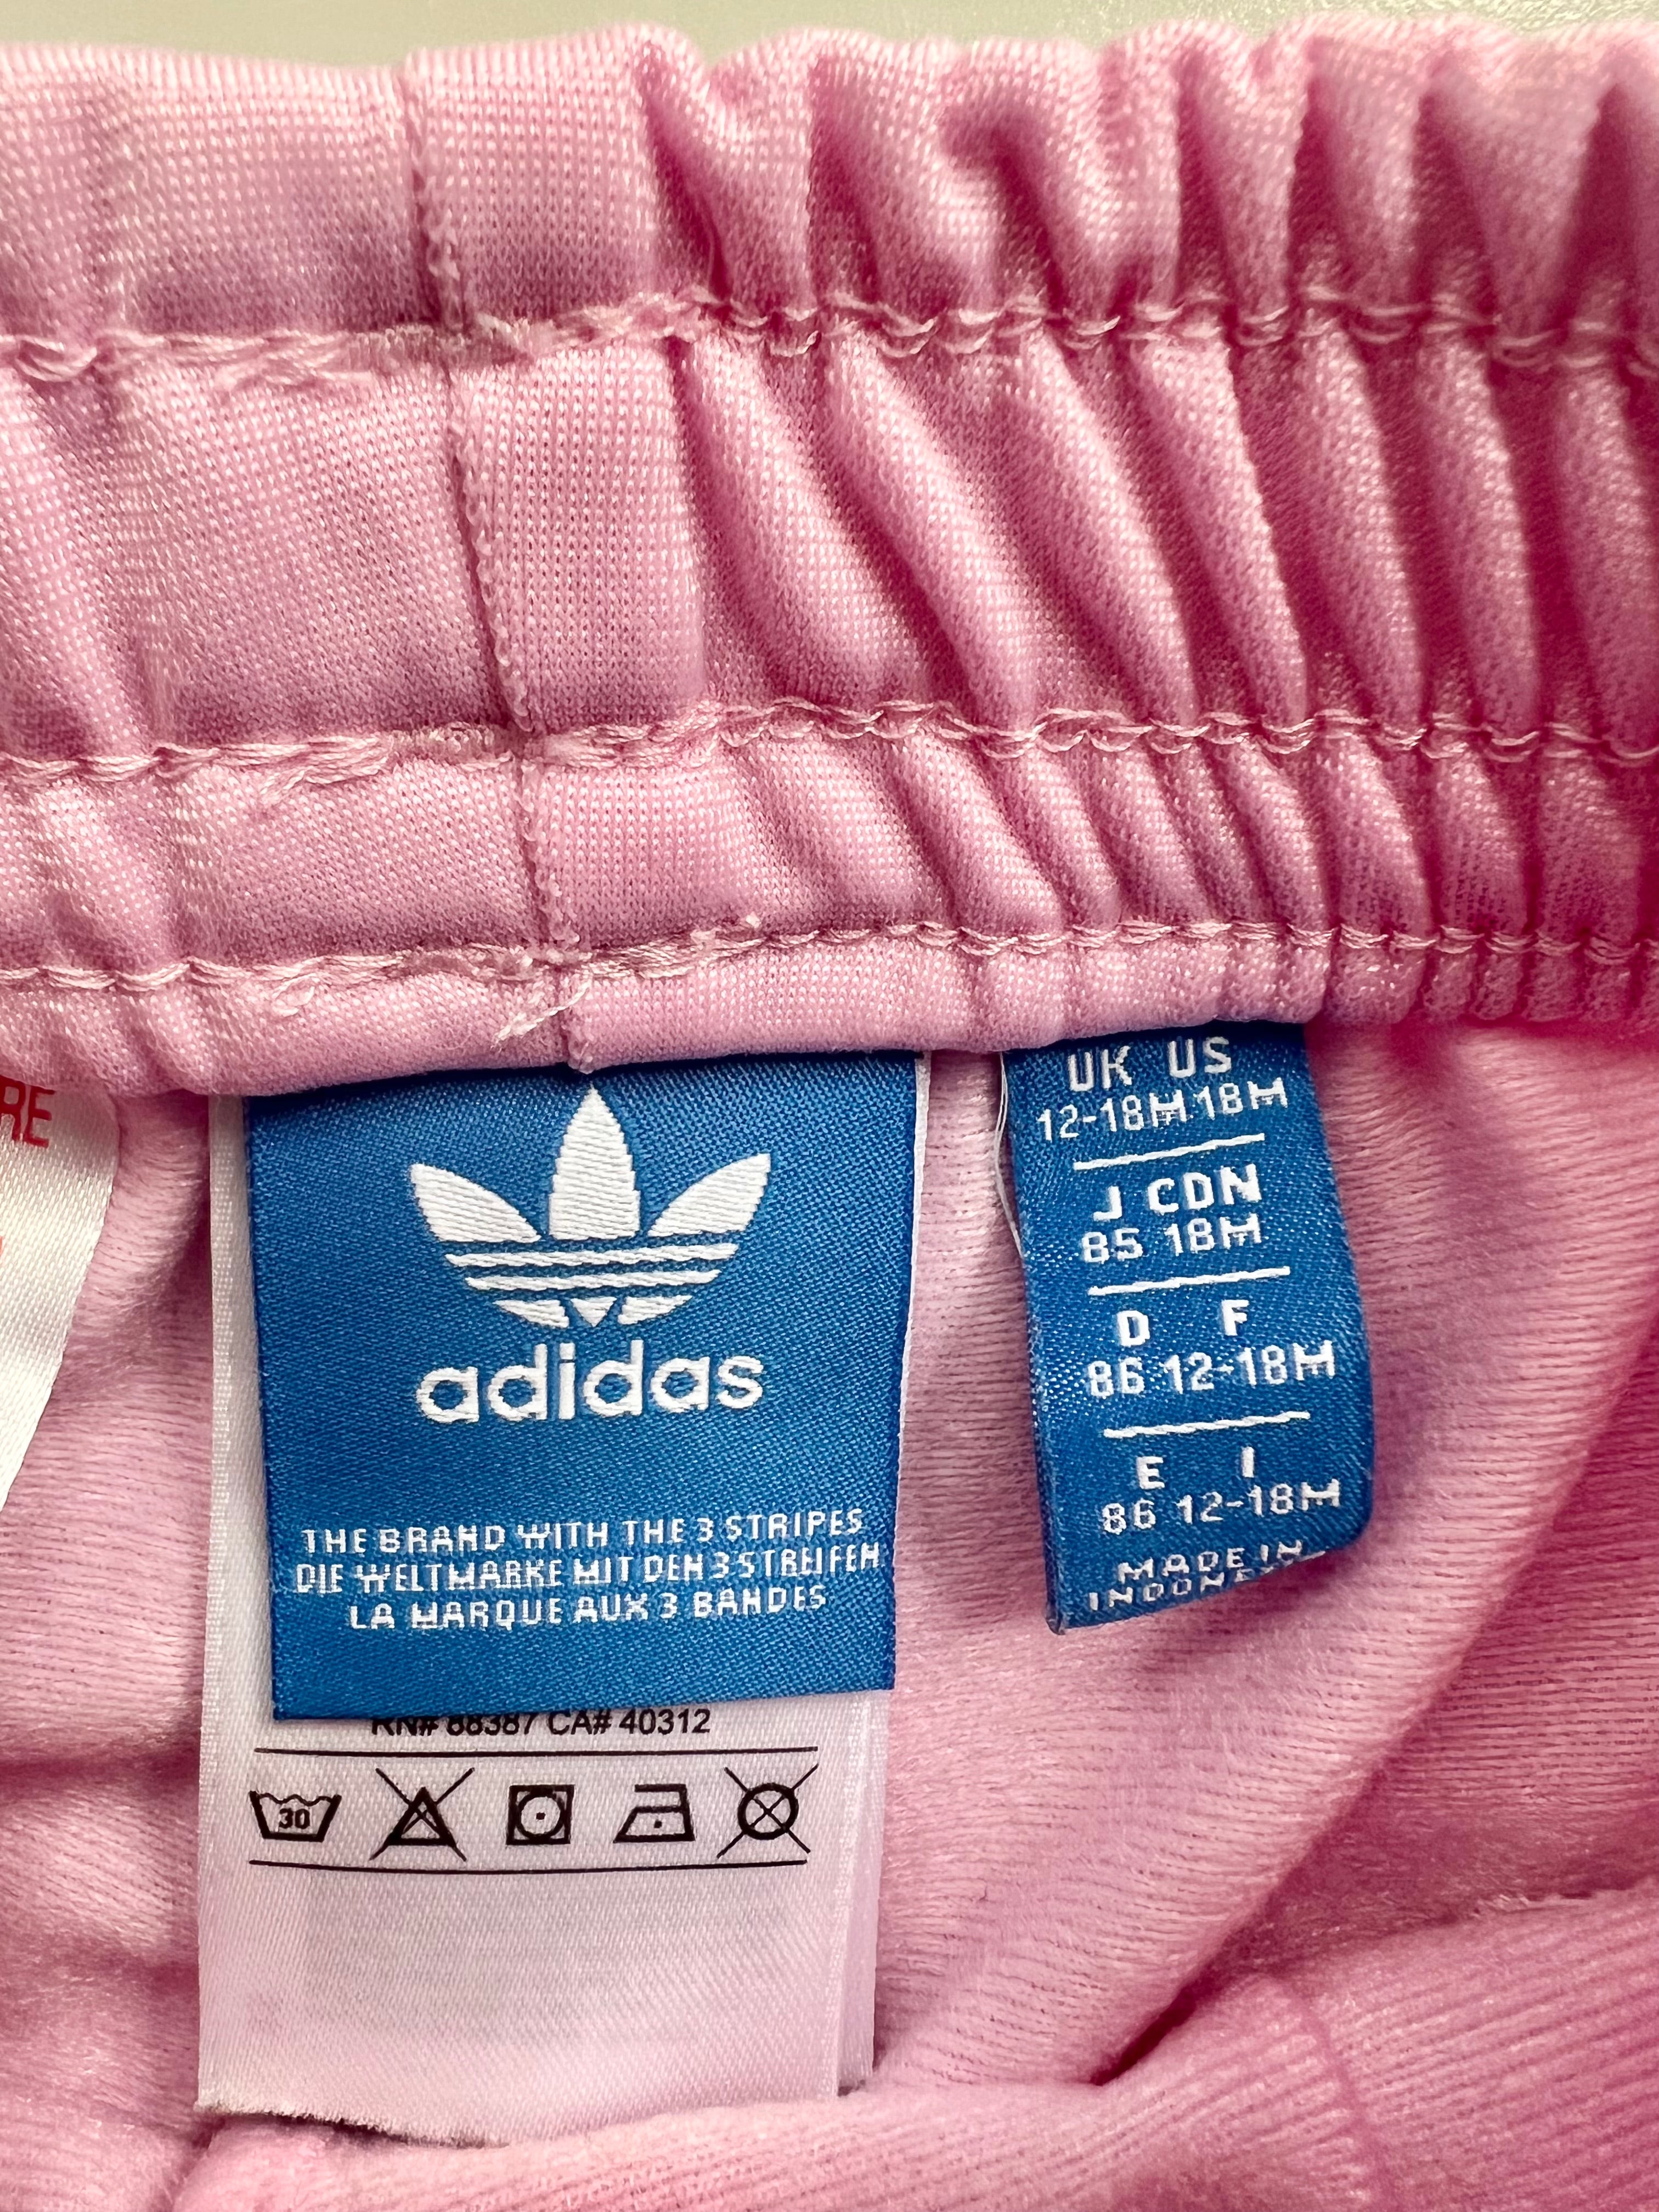 RE
adidas
THE BRAND WITH THE 3 STRIPES
DIE WELTMARKE MIT DEN 3 STREIFEN
LA MARQUE AUX 3 BANDES
RN# 88387 CA# 40312
30
UK US
12-18M 18M
J CDN
85 18M
D F
86 12-18M
E I
86 12-18M
MADE IN